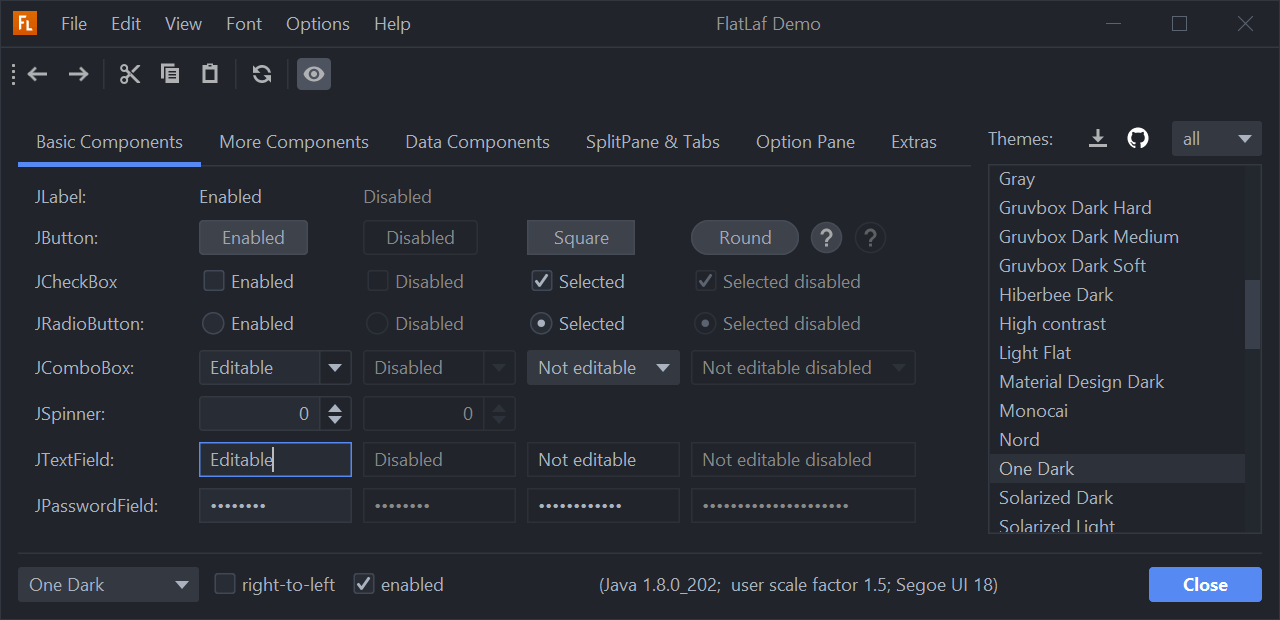 FL File Edit View Font Options Help FlatLaf Demo
Basic Components More Components Data Components SplitPane & Tabs Option Pane Extras
JLabel: Enabled Disabled
JButton: Enabled Disabled Square Round ? ?
JCheckBox Enabled Disabled Selected Selected disabled
JRadioButton: Enabled Disabled Selected Selected disabled
JComboBox: Editable Disabled Not editable Not editable disabled
JSpinner: 0 0
JTextField: Editable Disabled Not editable Not editable disabled
JPasswordField: •••••••• •••••••• •••••••••••• ••••••••••••••••••••
Themes: all
Gray
Gruvbox Dark Hard
Gruvbox Dark Medium
Gruvbox Dark Soft
Hiberbee Dark
High contrast
Light Flat
Material Design Dark
Monocai
Nord
One Dark
Solarized Dark
Solarized Light
One Dark right-to-left enabled (Java 1.8.0_202; user scale factor 1.5; Segoe UI 18) Close